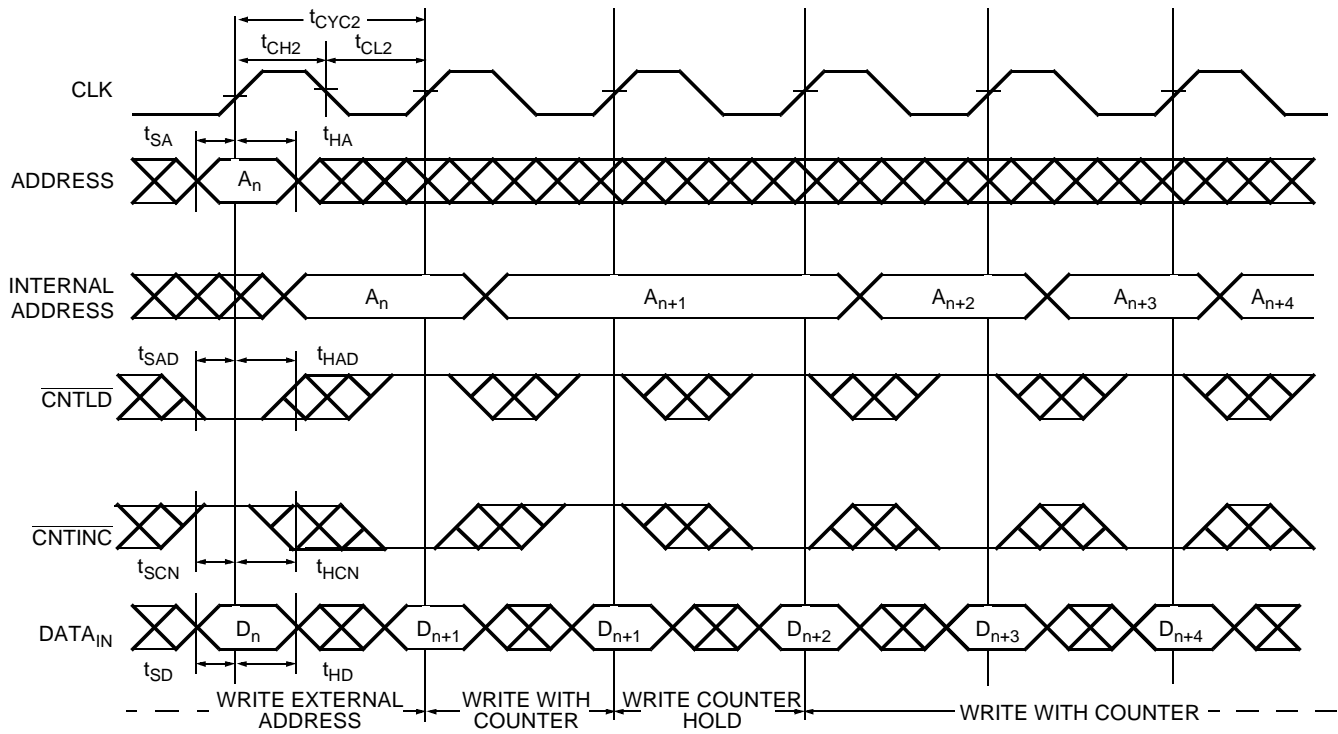 tCYC2
tCH2 tCL2
CLK
tSA tHA
ADDRESS An
INTERNAL
ADDRESS An An+1 An+2 An+3 An+4
tSAD tHAD
CNTLD
CNTINC
tSCN tHCN
DATAIN Dn Dn+1 Dn+1 Dn+2 Dn+3 Dn+4
tSD tHD
WRITE EXTERNAL
ADDRESS
WRITE WITH
COUNTER
WRITE COUNTER
HOLD
WRITE WITH COUNTER